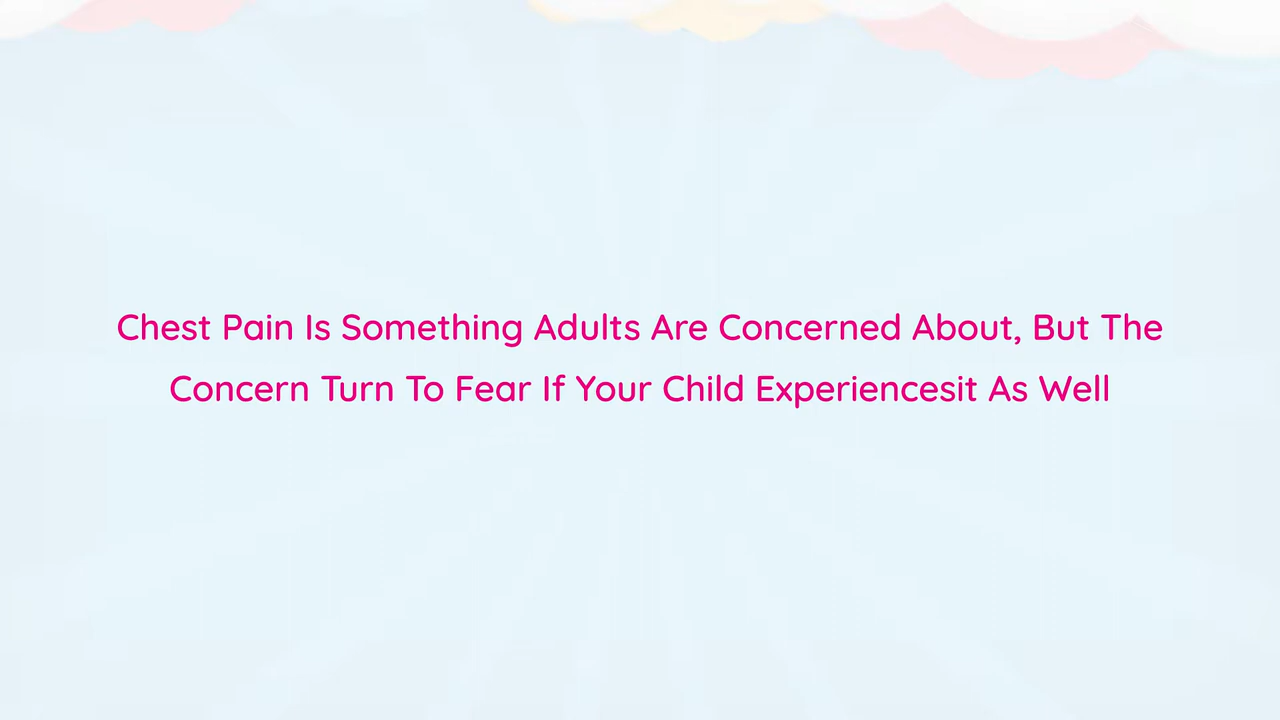 Chest Pain Is Something Adults Are Concerned About, But The
Concern Turn To Fear If Your Child Experiencesit As Well